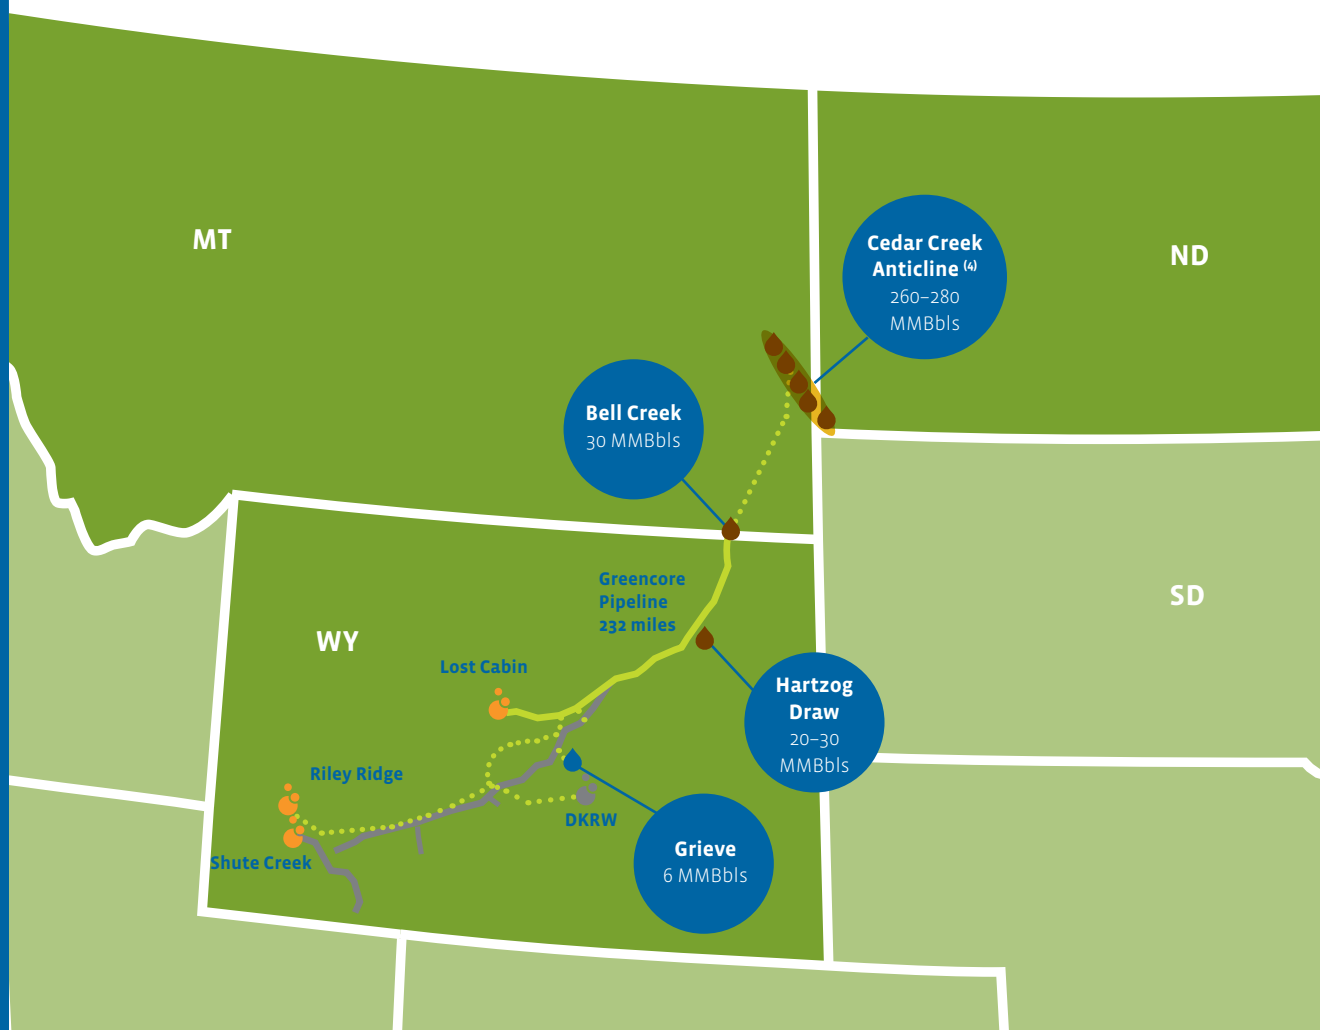 MT
ND
Cedar Creek
Anticline (4)
260–280
MMBbls
Bell Creek
30 MMBbls
Greencore
Pipeline
232 miles
SD
WY
Lost Cabin
Hartzog
Draw
20–30
MMBbls
Riley Ridge
DKRW
Grieve
6 MMBbls
Shute Creek